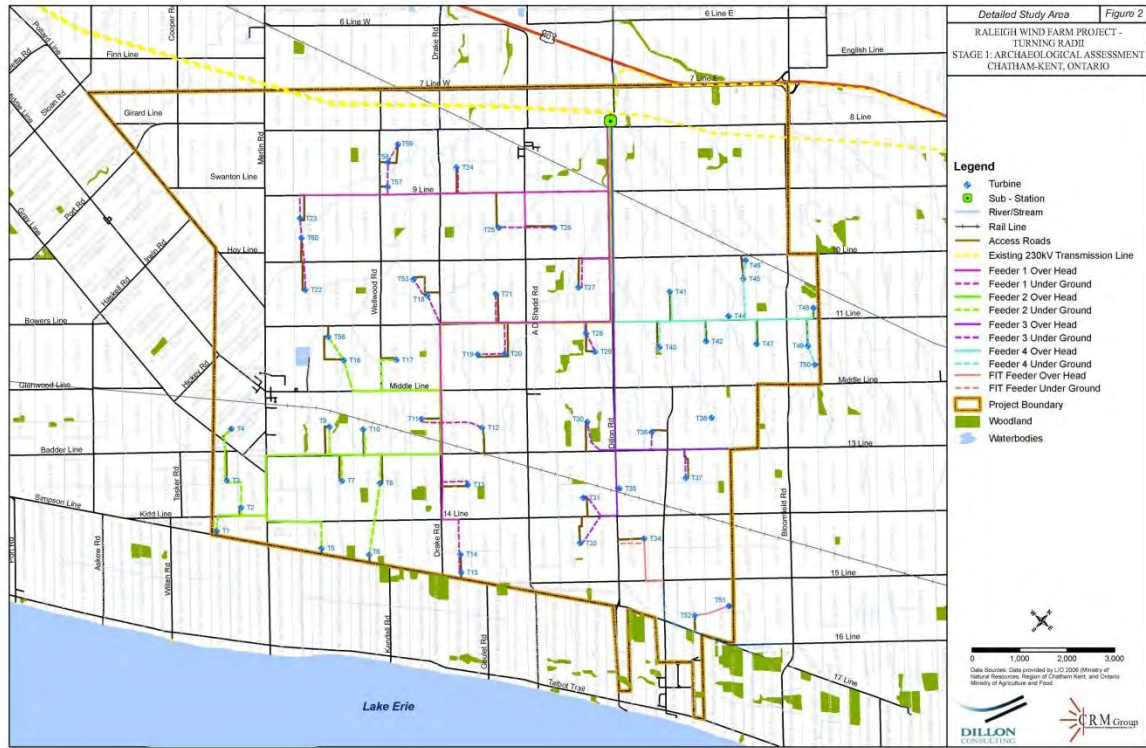 Detailed Study Area
Figure 2
RALEIGH WIND FARM PROJECT -
TURNING RADII
STAGE 1: ARCHAEOLOGICAL ASSESSMENT
CHATHAM-KENT, ONTARIO
Pollard Line
Cooper Rd
6 Line W
Drake Rd
6 Line E
Finn Line
English Line
Sloan Rd
7 Line W
7 Line E
Girard Line
8 Line
Merlin Rd
Swanton Line
9 Line
Port Rd
Gray Line
Irwin Rd
Hoy Line
10 Line
Haskell Rd
Wellwood Rd
A D Shadd Rd
Bowers Line
11 Line
Hickey Rd
Glenwood Line
Middle Line
Middle Line
Dillon Rd
Badder Line
13 Line
Tasker Rd
Simpson Line
Kidd Line
14 Line
Drake Rd
Bloomfield Rd
Port Rd
Askew Rd
Willan Rd
15 Line
Kendall Rd
Goulet Rd
16 Line
17 Line
Talbot Trail
Lake Erie
T59
T58
T57
T24
T23
T60
T22
T25
T26
T53
T18
T21
T27
T46
T45
T41
T44
T48
T56
T16
T17
T19
T20
T28
T29
T40
T42
T47
T49
T50
T4
T10
T11
T12
T30
T36
T38
T3
T2
T1
T7
T8
T13
T31
T35
T37
T5
T6
T14
T15
T32
T34
T51
T52
Legend
Turbine
Sub - Station
River/Stream
Rail Line
Access Roads
Existing 230kV Transmission Line
Feeder 1 Over Head
Feeder 1 Under Ground
Feeder 2 Over Head
Feeder 2 Under Ground
Feeder 3 Over Head
Feeder 3 Under Ground
Feeder 4 Over Head
Feeder 4 Under Ground
FIT Feeder Over Head
FIT Feeder Under Ground
Project Boundary
Woodland
Waterbodies
0 1,000 2,000 3,000
Data Sources: Data provided by LIO 2006 (Ministry of
Natural Resources, Region of Chatham Kent, and Ontario
Ministry of Agriculture and Food
DILLON
CONSULTING
CRM Group